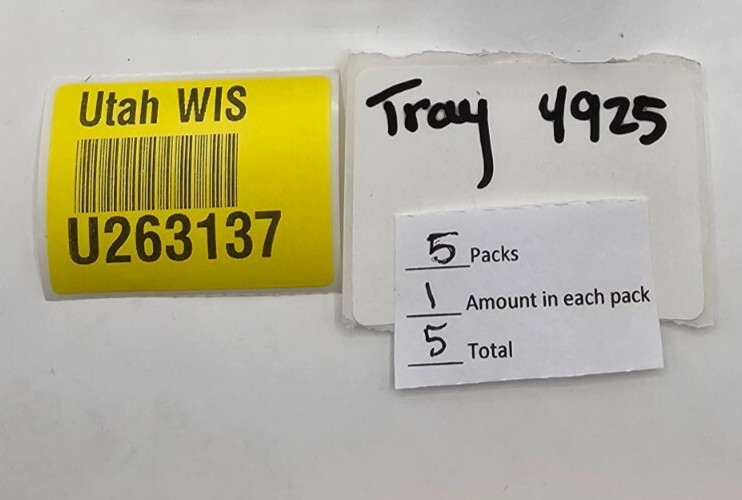 Utah WIS
U263137
Tray 4925
5 Packs
1 Amount in each pack
5 Total